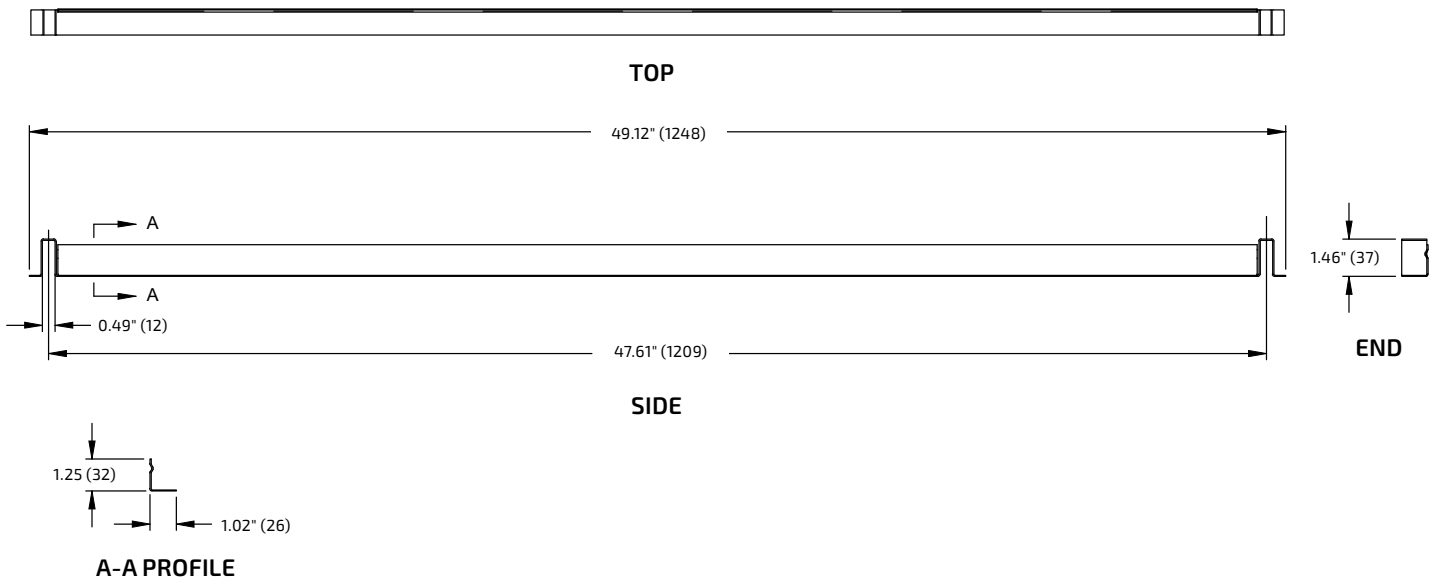 TOP
49.12" (1248)
A
1.46" (37)
A
0.49" (12)
47.61" (1209)
END
SIDE
1.25 (32)
1.02" (26)
A-A PROFILE